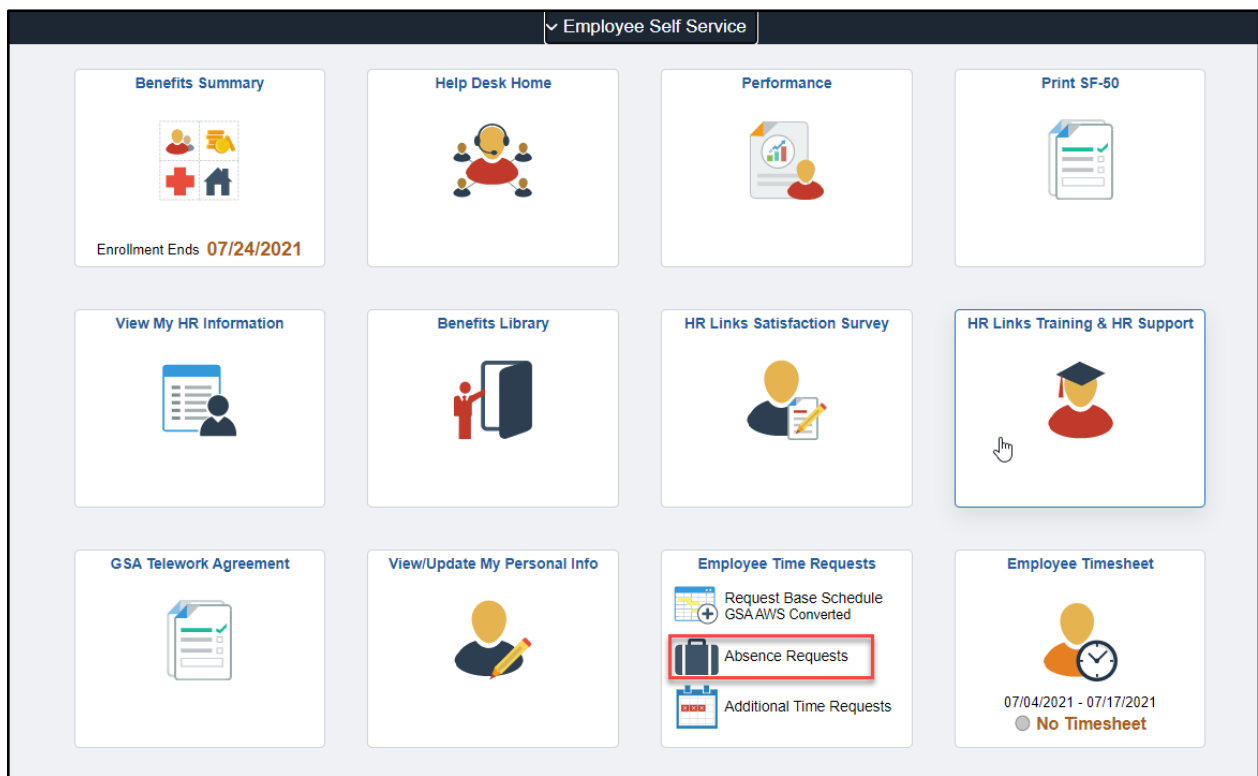 Employee Self Service
Benefits Summary
Enrollment Ends 07/24/2021
Help Desk Home
Performance
Print SF-50
View My HR Information
Benefits Library
HR Links Satisfaction Survey
HR Links Training & HR Support
GSA Telework Agreement
View/Update My Personal Info
Employee Time Requests
Request Base Schedule
GSA AWS Converted
Absence Requests
Additional Time Requests
Employee Timesheet
07/04/2021 - 07/17/2021
No Timesheet